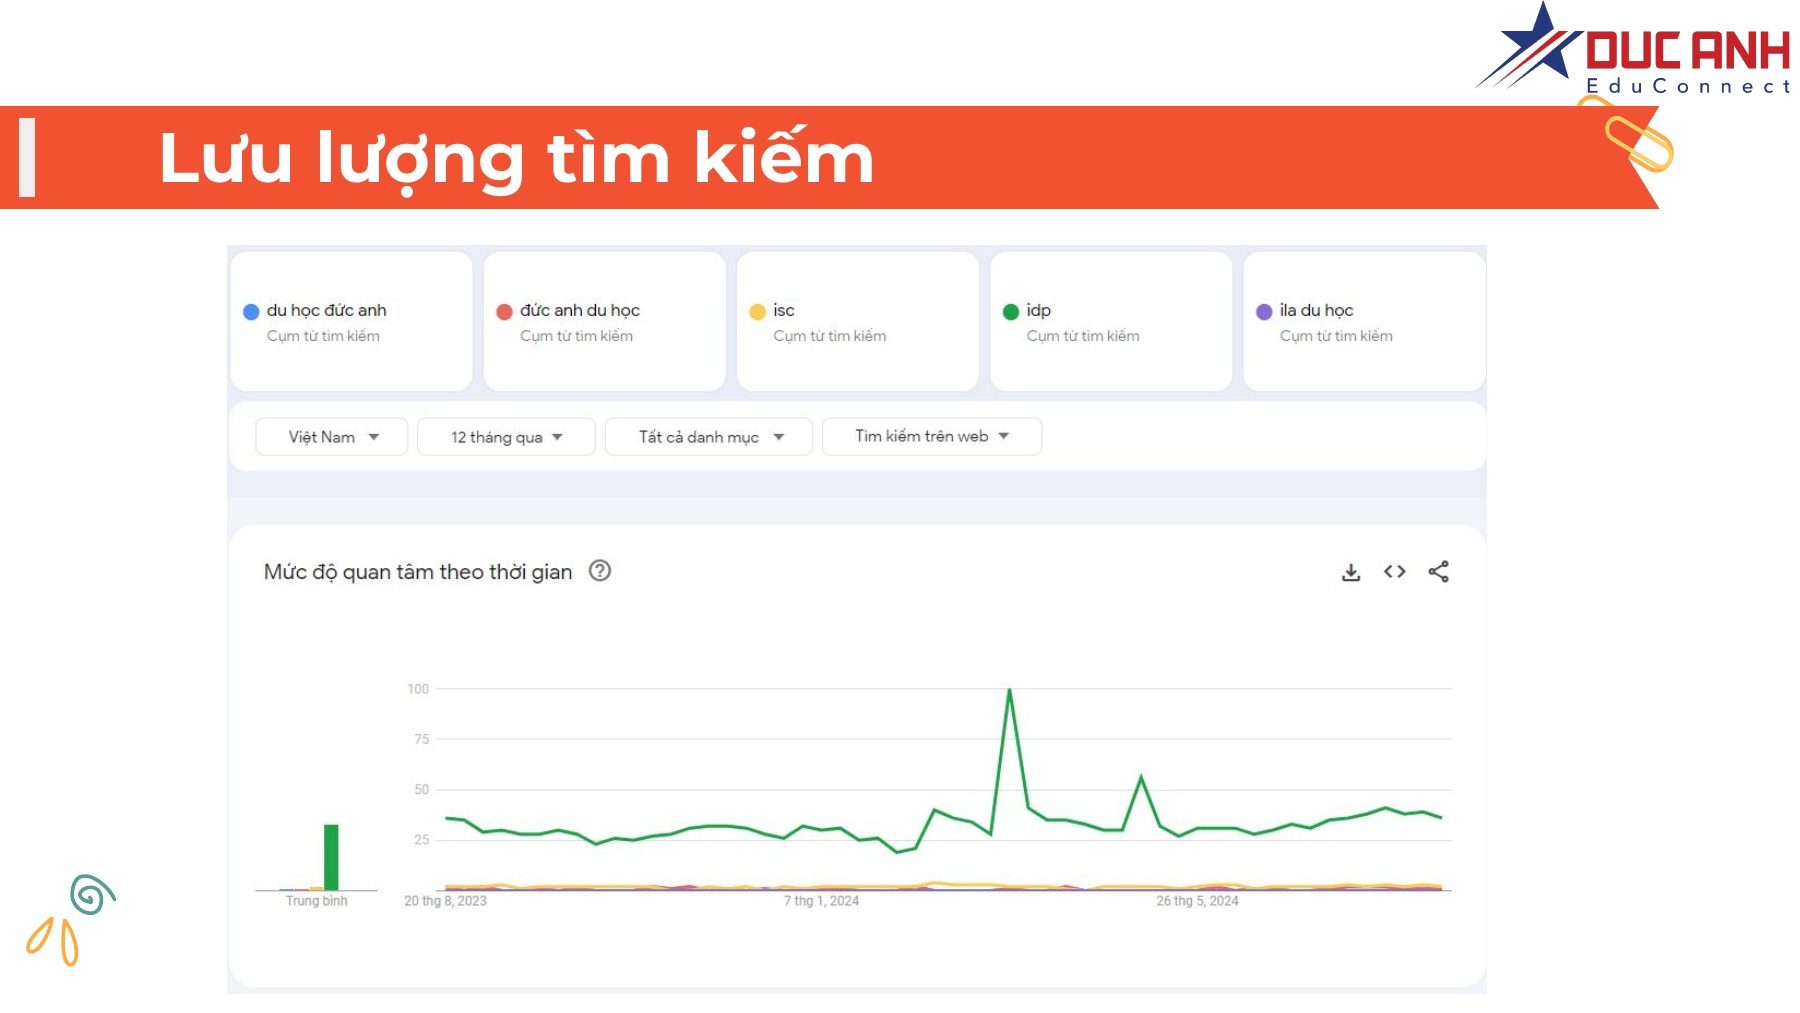 DUC ANH
EduConnect
Lưu lượng tìm kiếm
du học đức anh
Cụm từ tìm kiếm
đức anh du học
Cụm từ tìm kiếm
isc
Cụm từ tìm kiếm
idp
Cụm từ tìm kiếm
ila du học
Cụm từ tìm kiếm
Việt Nam
12 tháng qua
Tất cả danh mục
Tìm kiếm trên web
Mức độ quan tâm theo thời gian
100
75
50
25
Trung bình
20 thg 8, 2023
7 thg 1, 2024
26 thg 5, 2024